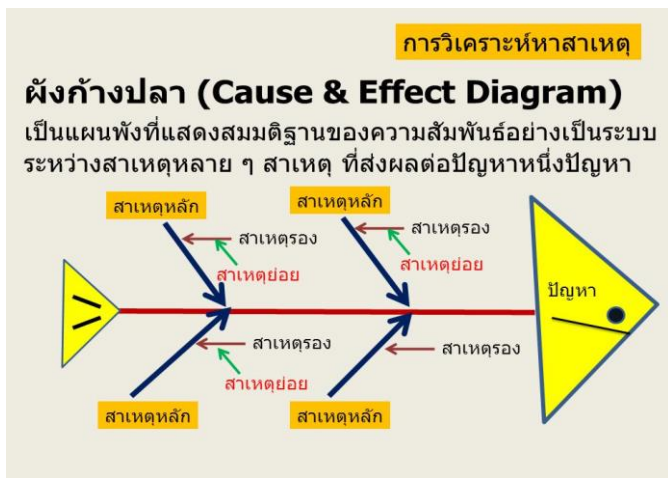 การวิเคราะห์หาสาเหตุ
ผังก้างปลา (Cause & Effect Diagram)
เป็นแผนพังที่แสดงสมมติฐานของความสัมพันธ์อย่างเป็นระบบ
ระหว่างสาเหตุหลาย ๆ สาเหตุ ที่ส่งผลต่อปัญหาหนึ่งปัญหา
สาเหตุหลัก
สาเหตุหลัก
สาเหตุรอง
สาเหตุรอง
สาเหตุย่อย
สาเหตุย่อย
ปัญหา
สาเหตุรอง
สาเหตุรอง
สาเหตุย่อย
สาเหตุหลัก
สาเหตุหลัก